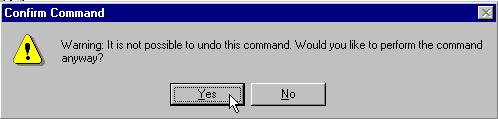 Confirm Command
Warning: It is not possible to undo this command. Would you like to perform the command
anyway?
Yes
No